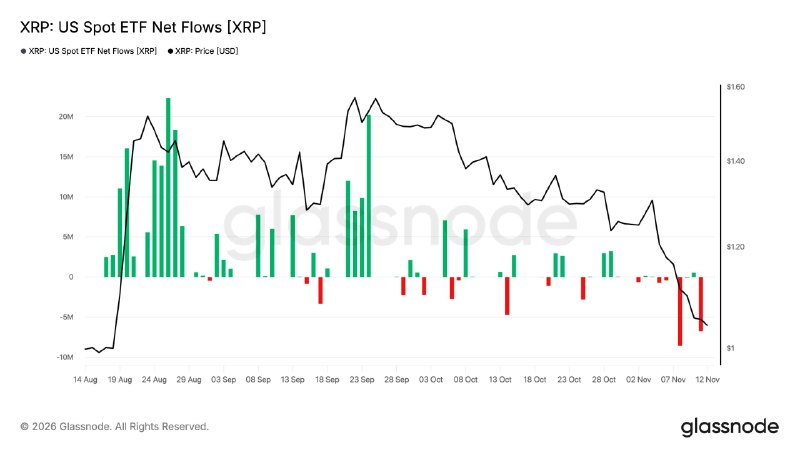 XRP: US Spot ETF Net Flows [XRP]
XRP: US Spot ETF Net Flows [XRP] XRP: Price [USD]
$1.60
20M
15M
$1.40
10M
glassnode
5M
$1.20
0
-5M
$1
-10M
14 Aug 19 Aug 24 Aug 29 Aug 03 Sep 08 Sep 13 Sep 18 Sep 23 Sep 28 Sep 03 Oct 08 Oct 13 Oct 18 Oct 23 Oct 28 Oct 02 Nov 07 Nov 12 Nov
© 2026 Glassnode. All Rights Reserved.
glassnode